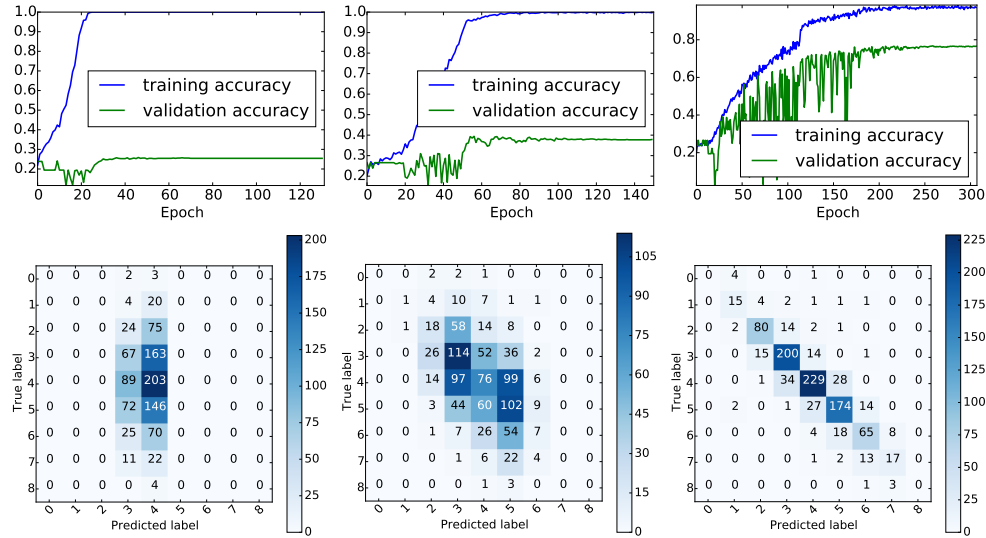 1.0
0.9
0.8
0.7
0.6
0.5
0.4
0.3
0.2
training accuracy
validation accuracy
0 20 40 60 80 100 120
Epoch
1.0
0.9
0.8
0.7
0.6
0.5
0.4
0.3
0.2
training accuracy
validation accuracy
0 20 40 60 80 100 120 140
Epoch
0.8
0.6
0.4
0.2
training accuracy
validation accuracy
0 50 100 150 200 250 300
Epoch
True label
0 0 0 0 2 3 0 0 0 0
1 0 0 0 4 20 0 0 0 0
2 0 0 0 24 75 0 0 0 0
3 0 0 0 67 163 0 0 0 0
4 0 0 0 89 203 0 0 0 0
5 0 0 0 72 146 0 0 0 0
6 0 0 0 25 70 0 0 0 0
7 0 0 0 11 22 0 0 0 0
8 0 0 0 0 4 0 0 0 0
0 1 2 3 4 5 6 7 8
Predicted label
200
175
150
125
100
75
50
25
0
True label
0 0 0 2 2 1 0 0 0 0
1 0 1 4 10 7 1 1 0 0
2 0 1 18 58 14 8 0 0 0
3 0 0 26 114 52 36 2 0 0
4 0 0 14 97 76 99 6 0 0
5 0 0 3 44 60 102 9 0 0
6 0 0 1 7 26 54 7 0 0
7 0 0 0 1 6 22 4 0 0
8 0 0 0 0 1 3 0 0 0
0 1 2 3 4 5 6 7 8
Predicted label
105
90
75
60
45
30
15
0
True label
0 0 4 0 0 1 0 0 0 0
1 0 15 4 2 1 1 1 0 0
2 0 2 80 14 2 1 0 0 0
3 0 0 15 200 14 0 1 0 0
4 0 0 1 34 229 28 0 0 0
5 0 2 0 1 27 174 14 0 0
6 0 0 0 0 4 18 65 8 0
7 0 0 0 0 1 2 13 17 0
8 0 0 0 0 0 0 1 3 0
0 1 2 3 4 5 6 7 8
Predicted label
225
200
175
150
125
100
75
50
25
0